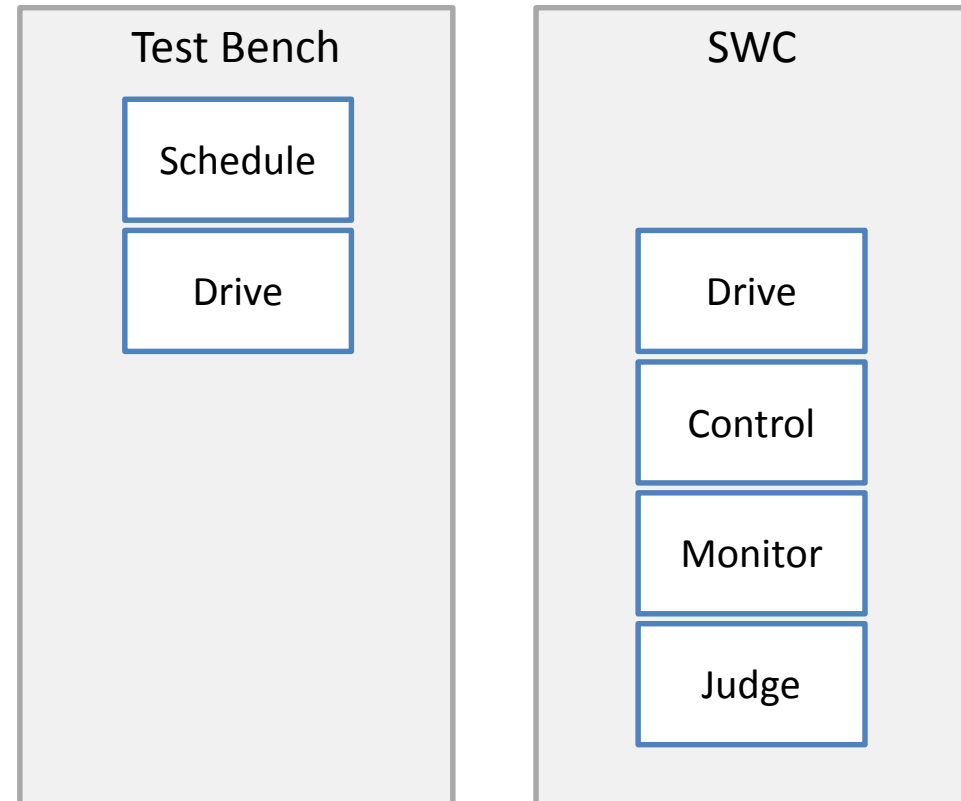 Test Bench
Schedule
Drive
SWC
Drive
Control
Monitor
Judge